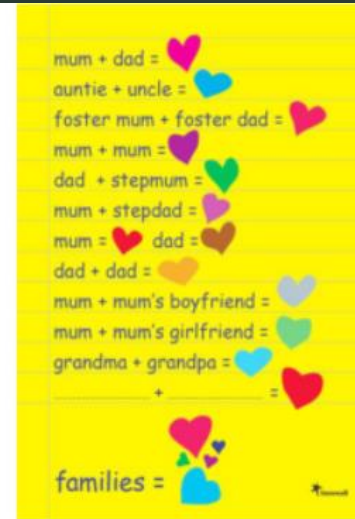 mum + dad =
auntie + uncle =
foster mum + foster dad =
mum + mum =
dad + stepmum =
mum + stepdad =
mum = dad =
dad + dad =
mum + mum's boyfriend =
mum + mum's girlfriend =
grandma + grandpa =
............... + ............... =
families =